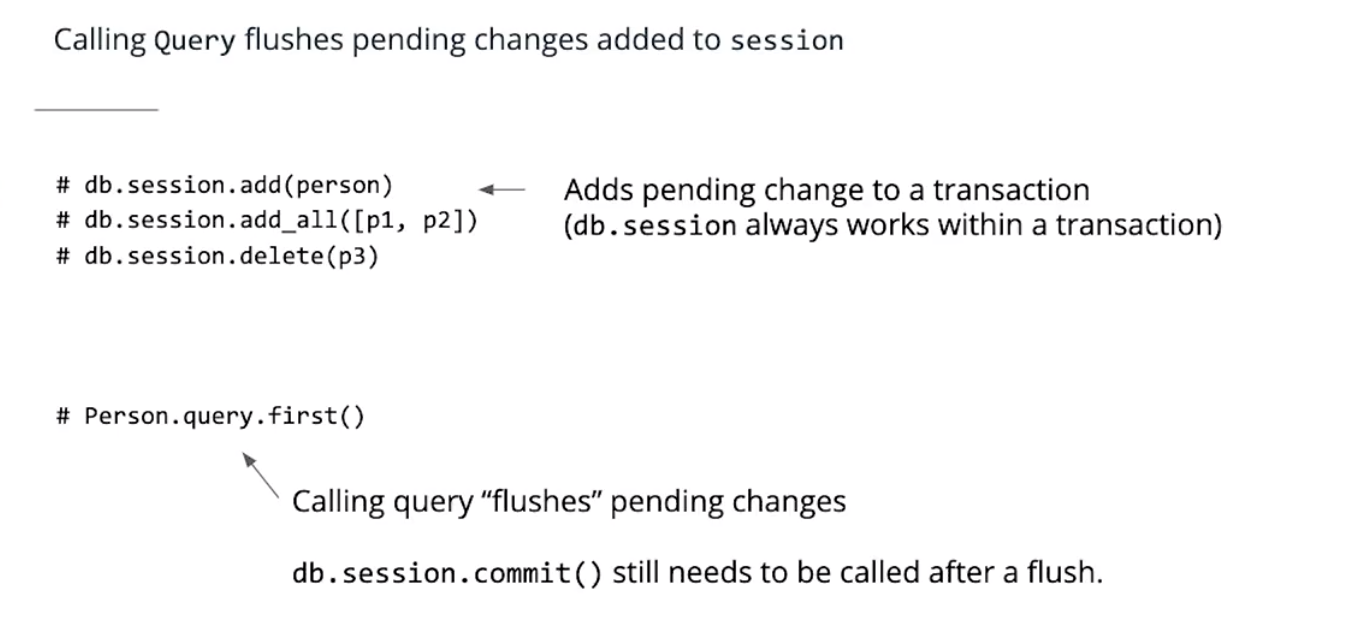 Calling Query flushes pending changes added to session
# db.session.add(person)
# db.session.add_all([p1, p2])
# db.session.delete(p3)
Adds pending change to a transaction
(db.session always works within a transaction)
# Person.query.first()
Calling query “flushes” pending changes
db.session.commit() still needs to be called after a flush.